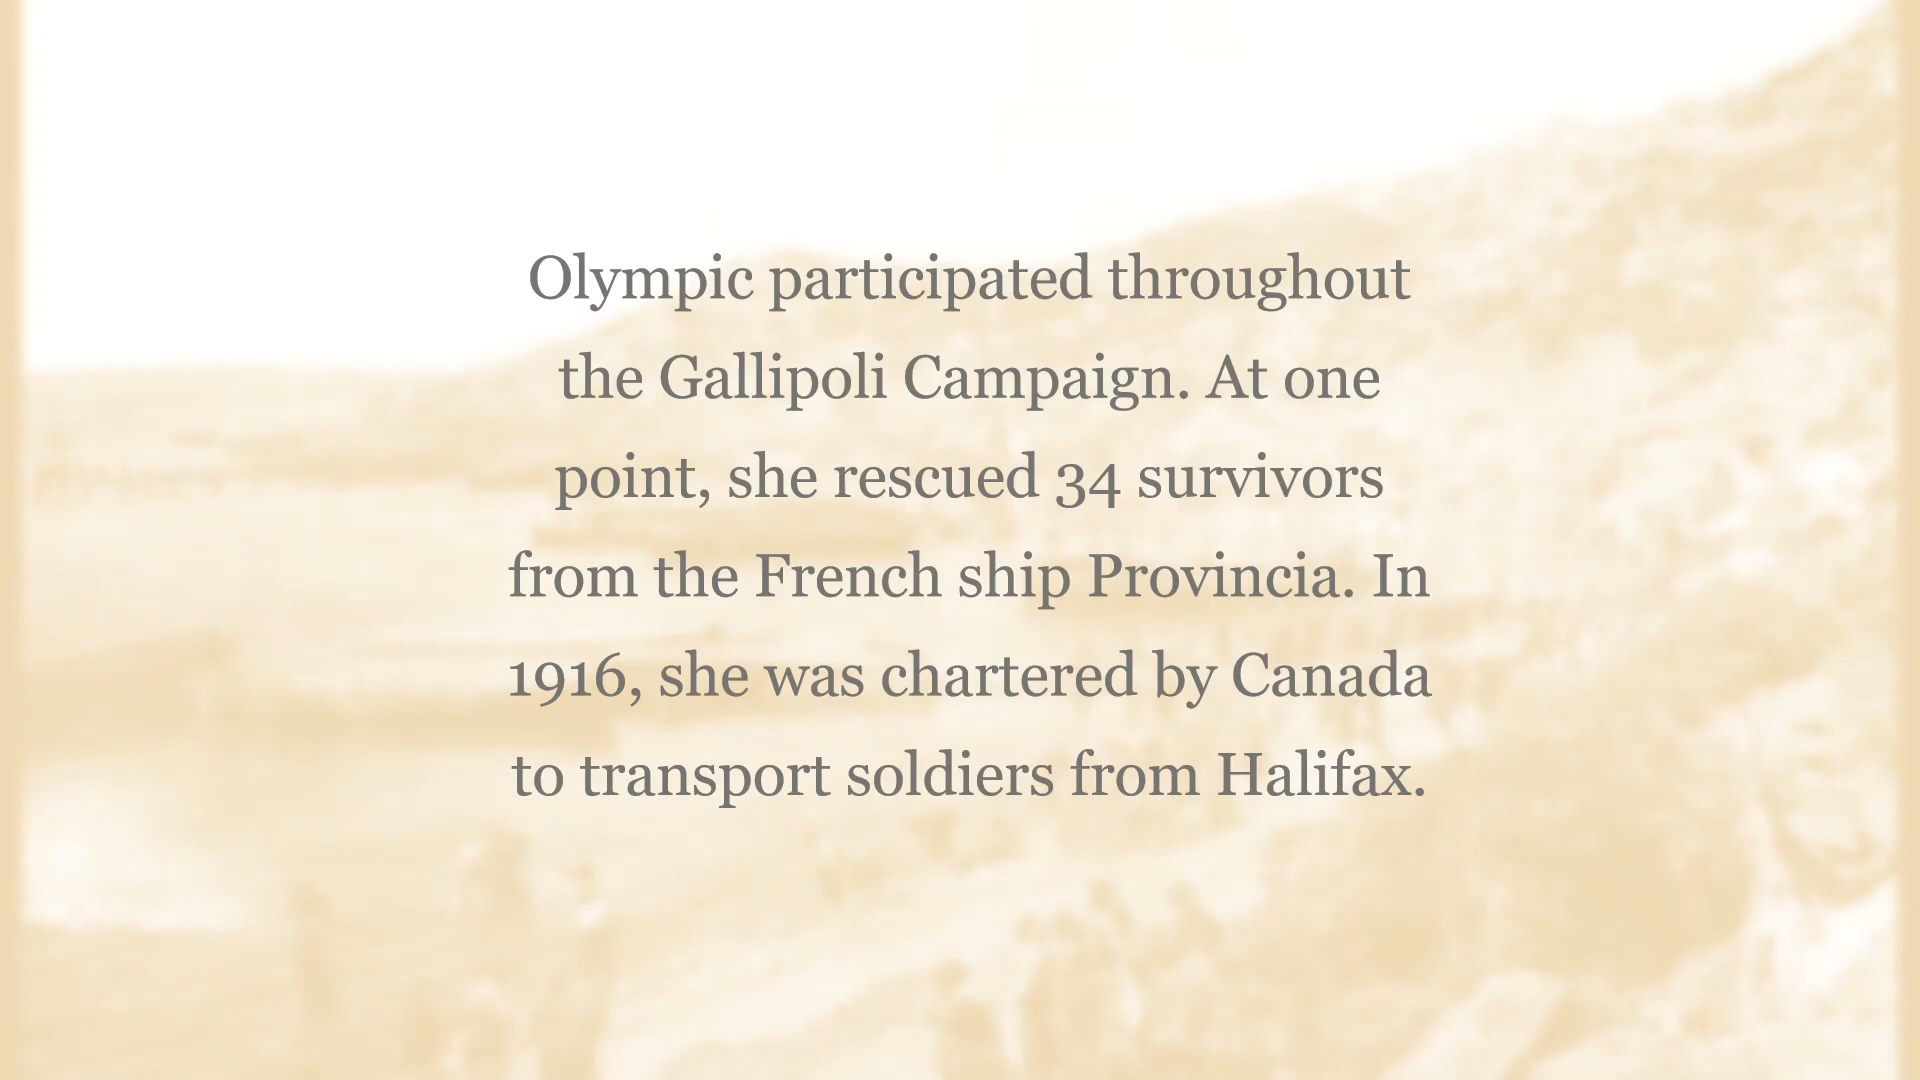 Olympic participated throughout
the Gallipoli Campaign. At one
point, she rescued 34 survivors
from the French ship Provincia. In
1916, she was chartered by Canada
to transport soldiers from Halifax.